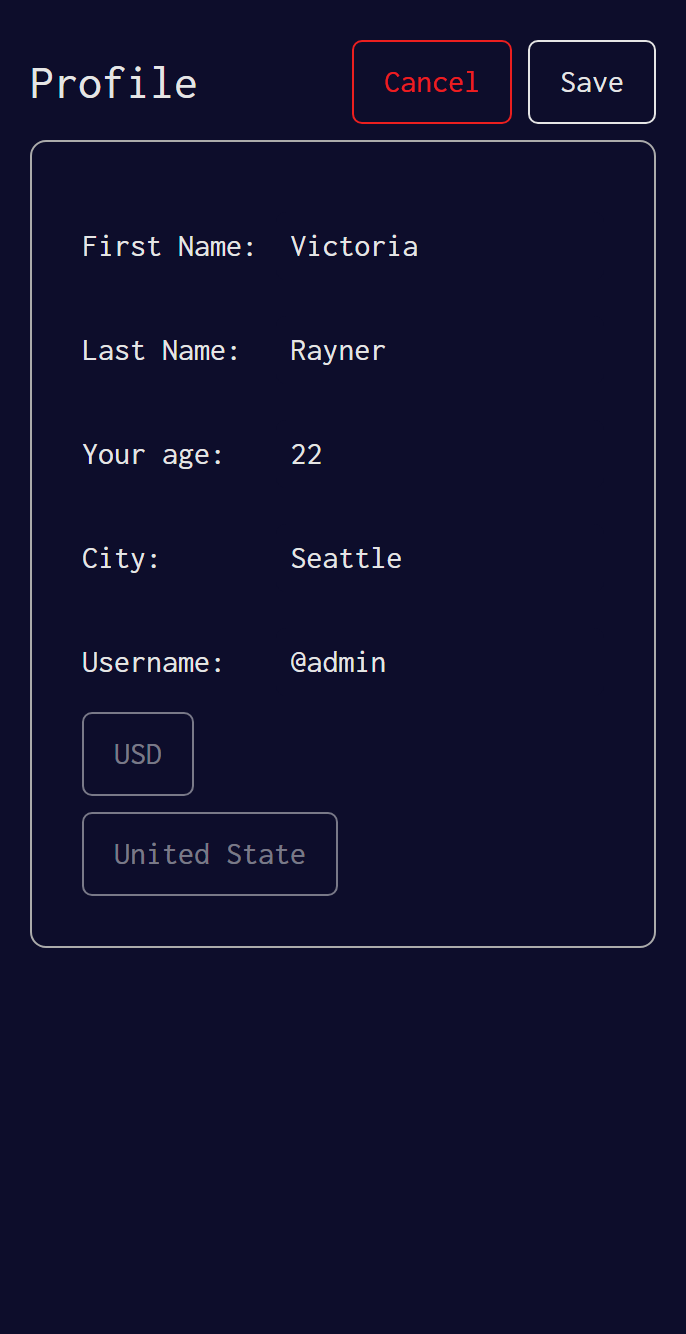 Profile Cancel Save
First Name: Victoria
Last Name: Rayner
Your age: 22
City: Seattle
Username: @admin
USD
United State